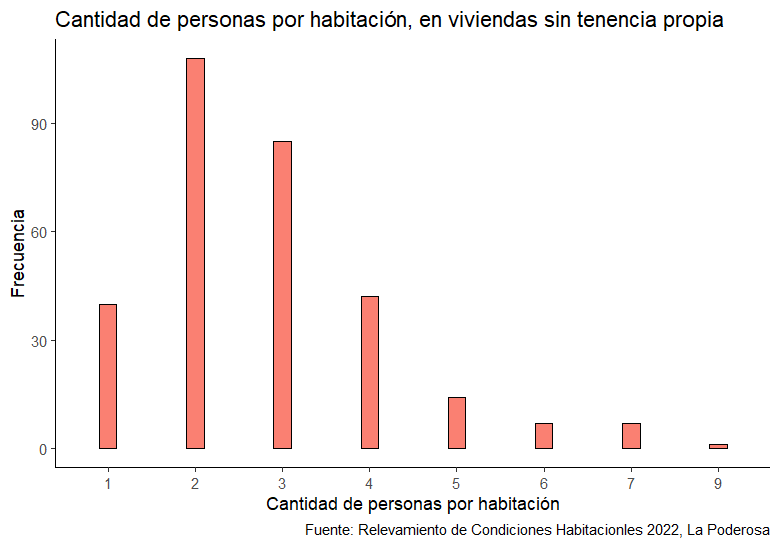 Cantidad de personas por habitación, en viviendas sin tenencia propia
90
60
30
0
Frecuencia
1 2 3 4 5 6 7 9
Cantidad de personas por habitación
Fuente: Relevamiento de Condiciones Habitacionles 2022, La Poderosa